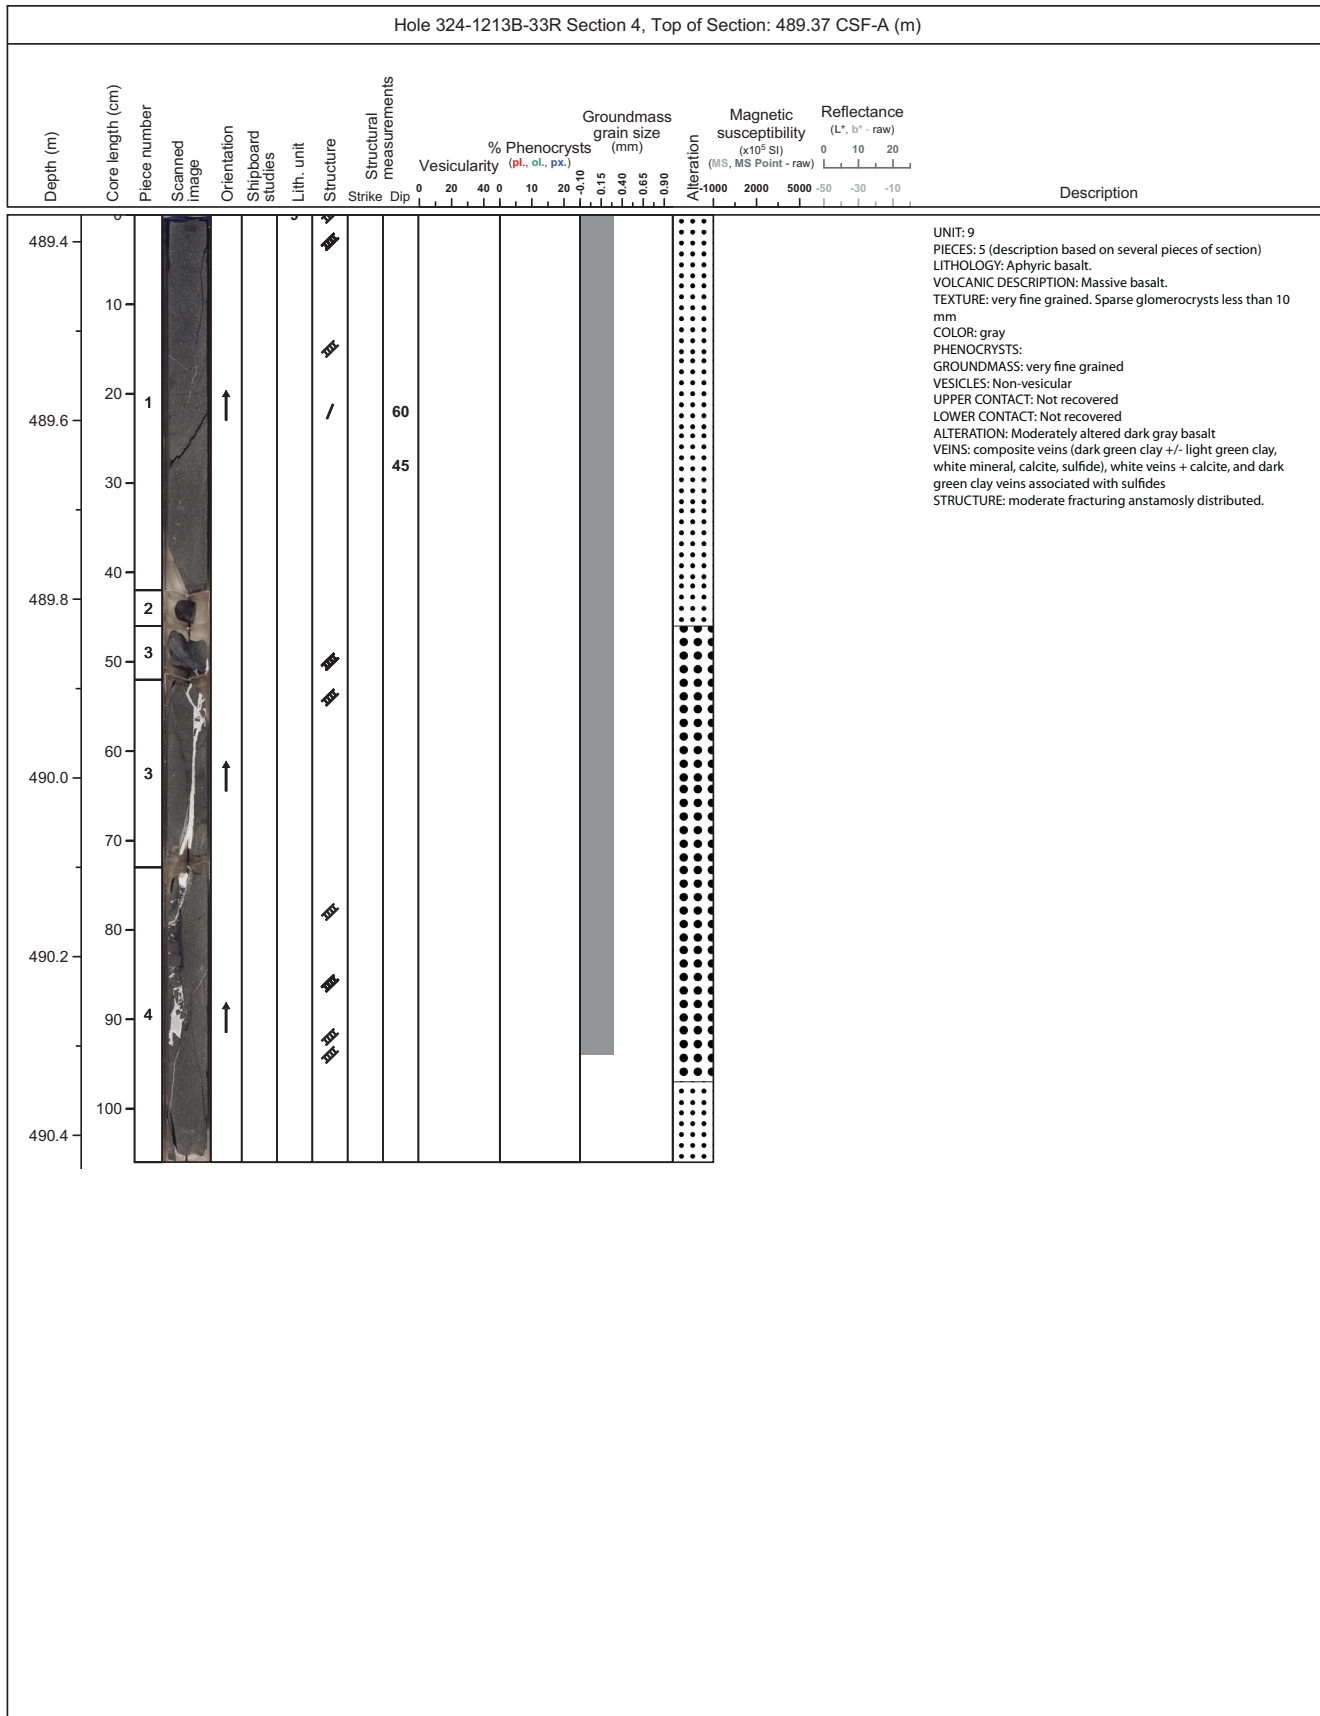 Hole 324-1213B-33R Section 4, Top of Section: 489.37 CSF-A (m)
Depth (m)
Core length (cm)
Piece number
Scanned
image
Orientation
Shipboard
studies
Lith. unit
Structure
Structural
measurements
Strike Dip
Vesicularity
0 20 40
% Phenocrysts
(pl., ol., px.)
0 10 20
Groundmass
grain size
(mm)
-0.10 0.15 0.40 0.65 0.90
Alteration
Magnetic
susceptibility
(x10⁵ SI)
(MS, MS Point - raw)
-1000 2000 5000
Reflectance
(L*, b* - raw)
0 10 20
-50 -30 -10
Description
489.4
489.6
489.8
490.0
490.2
490.4
0
10
20
30
40
50
60
70
80
90
100
1
2
3
3
4
9
60
45
UNIT: 9
PIECES: 5 (description based on several pieces of section)
LITHOLOGY: Aphyric basalt.
VOLCANIC DESCRIPTION: Massive basalt.
TEXTURE: very fine grained. Sparse glomerocrysts less than 10
mm
COLOR: gray
PHENOCRYSTS:
GROUNDMASS: very fine grained
VESICLES: Non-vesicular
UPPER CONTACT: Not recovered
LOWER CONTACT: Not recovered
ALTERATION: Moderately altered dark gray basalt
VEINS: composite veins (dark green clay +/- light green clay,
white mineral, calcite, sulfide), white veins + calcite, and dark
green clay veins associated with sulfides
STRUCTURE: moderate fracturing anstamosly distributed.